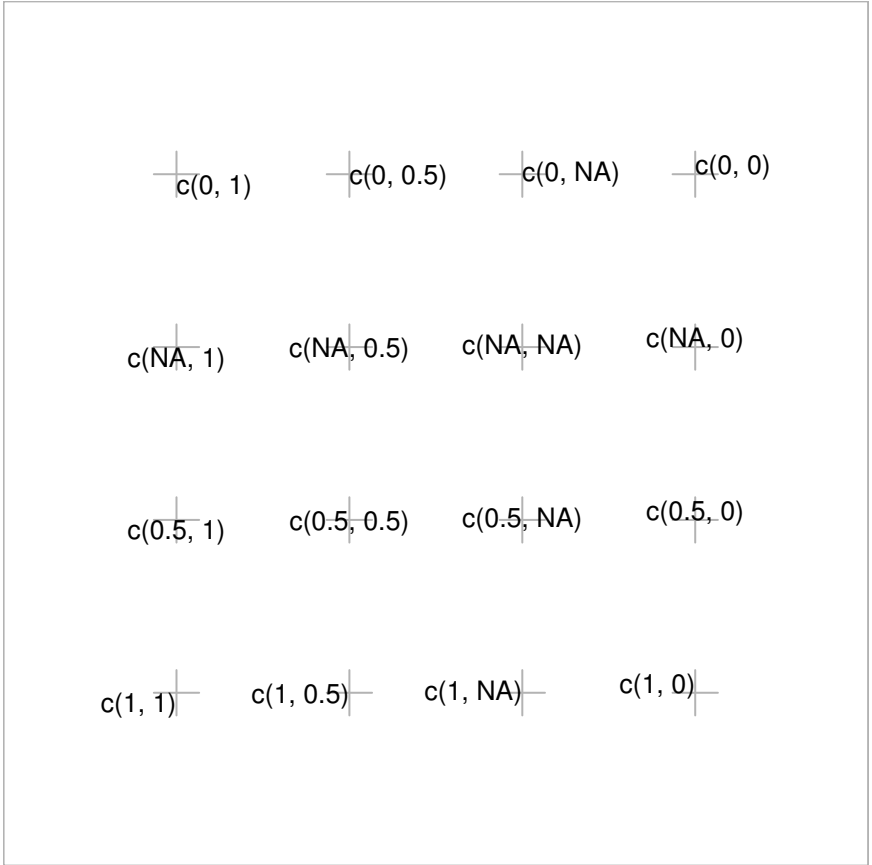 c(0, 1) c(0, 0.5) c(0, NA) c(0, 0)
c(NA, 1) c(NA, 0.5) c(NA, NA) c(NA, 0)
c(0.5, 1) c(0.5, 0.5) c(0.5, NA) c(0.5, 0)
c(1, 1) c(1, 0.5) c(1, NA) c(1, 0)